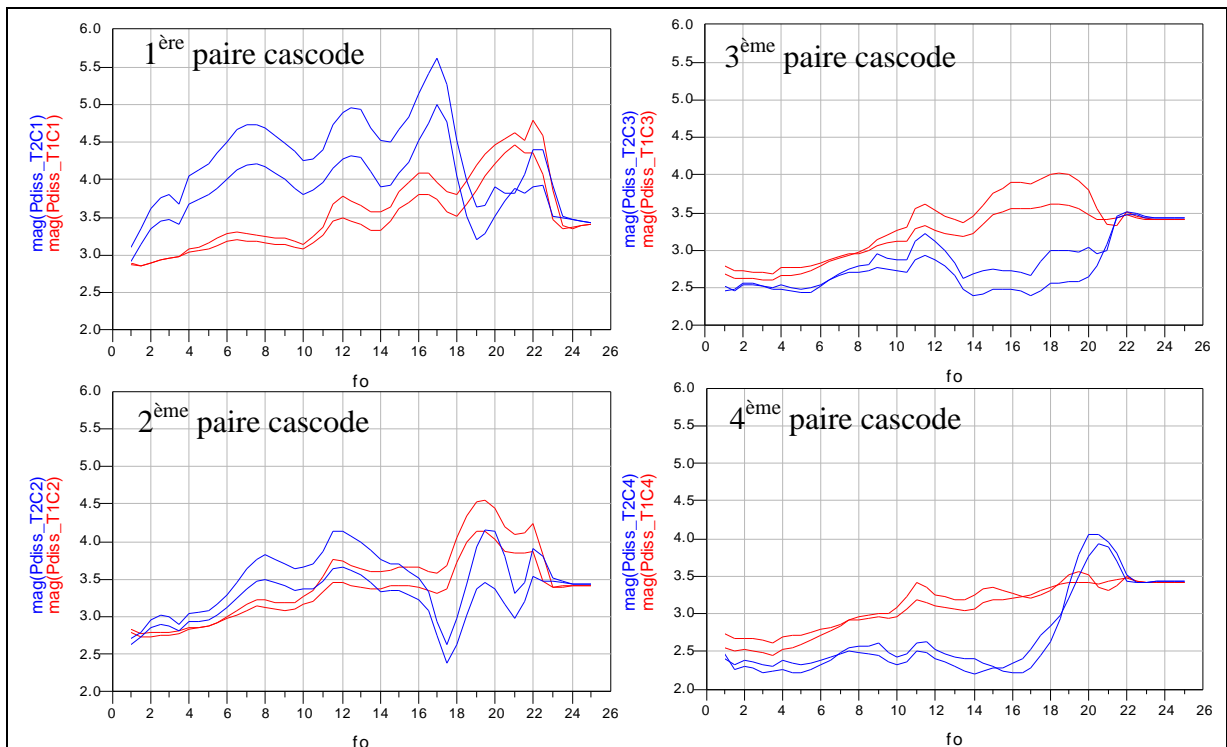 1ère paire cascode
mag(Pdiss_T2C1)
mag(Pdiss_T1C1)
6.0
5.5
5.0
4.5
4.0
3.5
3.0
2.5
2.0
0 2 4 6 8 10 12 14 16 18 20 22 24 26
fo
3ème paire cascode
mag(Pdiss_T2C3)
mag(Pdiss_T1C3)
6.0
5.5
5.0
4.5
4.0
3.5
3.0
2.5
2.0
0 2 4 6 8 10 12 14 16 18 20 22 24 26
fo
2ème paire cascode
mag(Pdiss_T2C2)
mag(Pdiss_T1C2)
6.0
5.5
5.0
4.5
4.0
3.5
3.0
2.5
2.0
0 2 4 6 8 10 12 14 16 18 20 22 24 26
fo
4ème paire cascode
mag(Pdiss_T2C4)
mag(Pdiss_T1C4)
6.0
5.5
5.0
4.5
4.0
3.5
3.0
2.5
2.0
0 2 4 6 8 10 12 14 16 18 20 22 24 26
fo